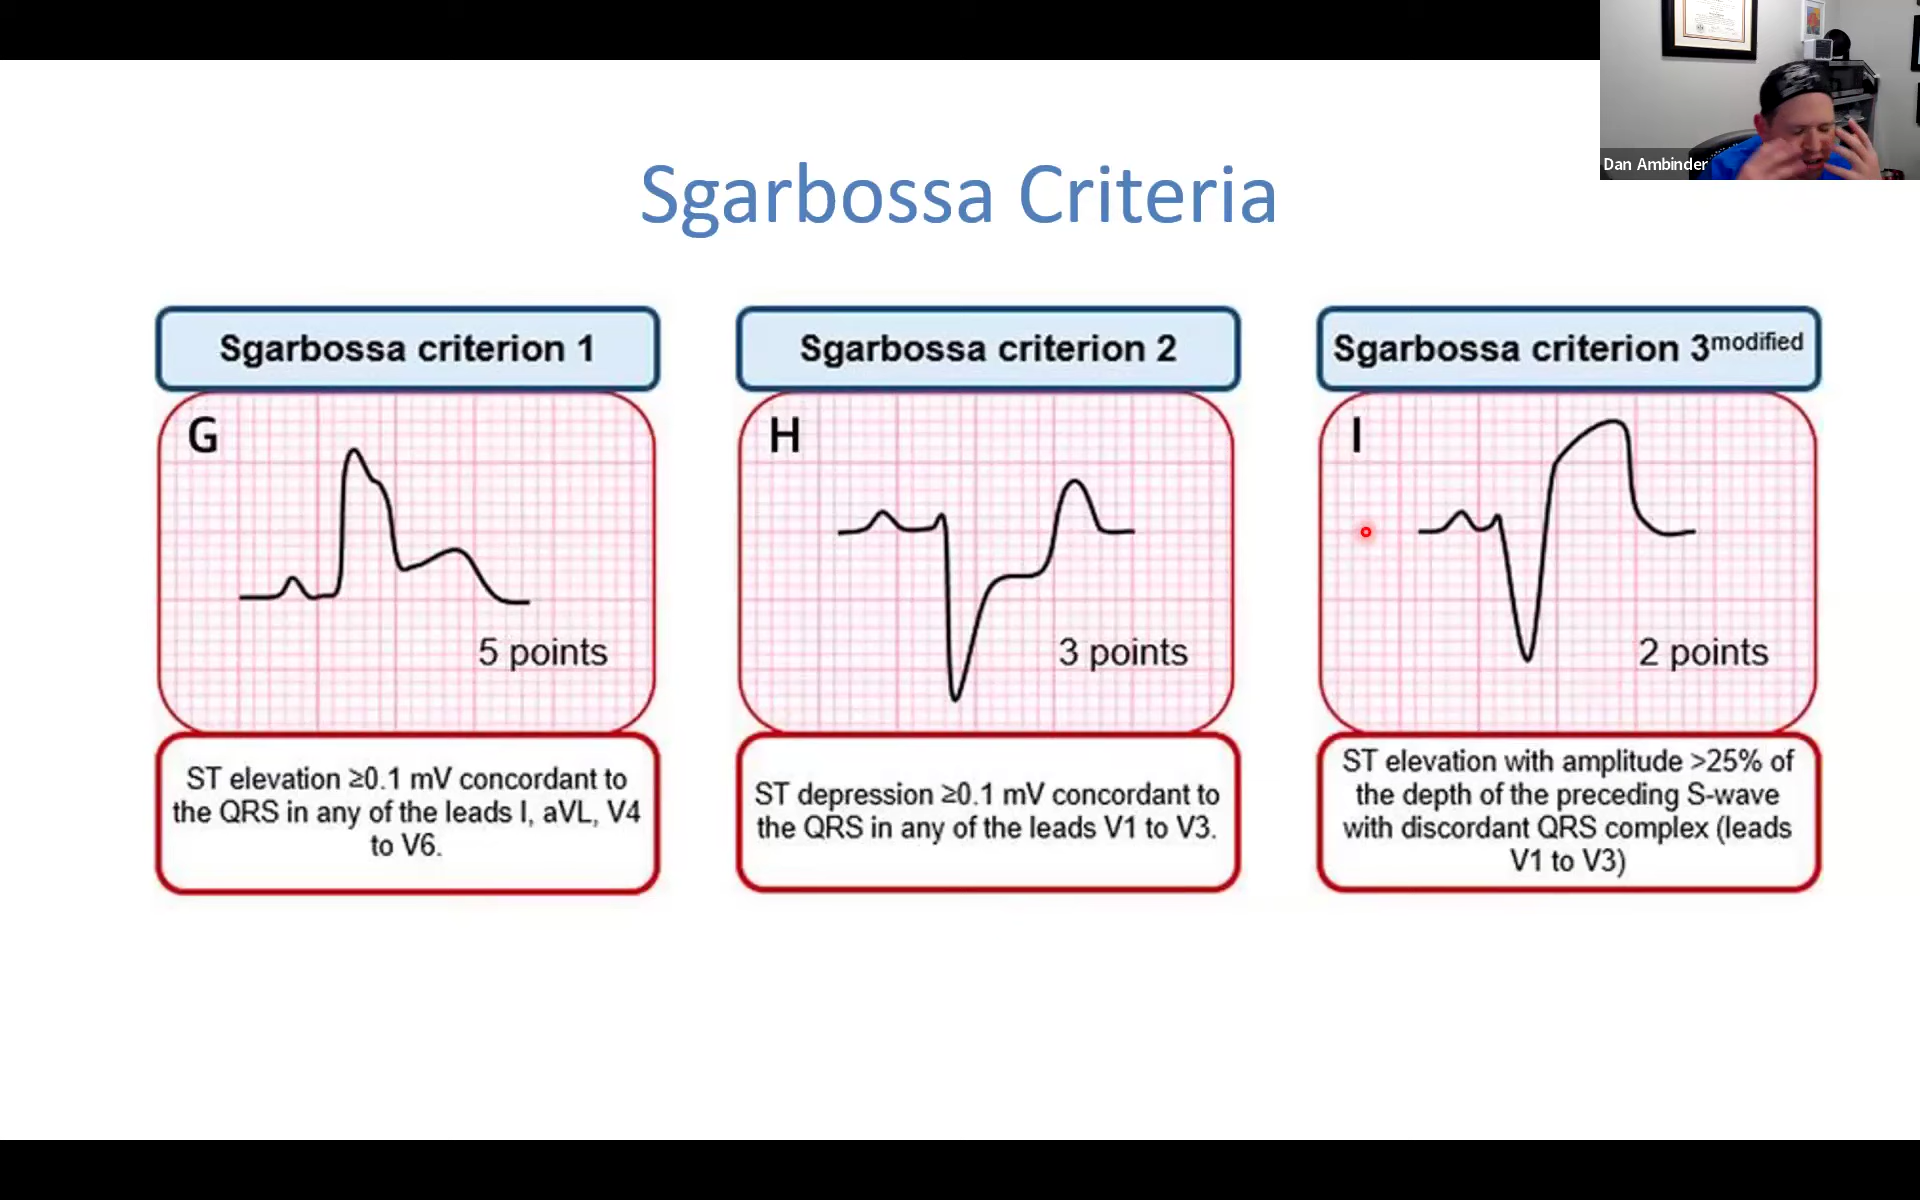 Dan Ambinder
Sgarbossa Criteria
Sgarbossa criterion 1
G
5 points
ST elevation ≥0.1 mV concordant to
the QRS in any of the leads I, aVL, V4
to V6.
Sgarbossa criterion 2
H
3 points
ST depression ≥0.1 mV concordant to
the QRS in any of the leads V1 to V3.
Sgarbossa criterion 3modified
I
2 points
ST elevation with amplitude >25% of
the depth of the preceding S-wave
with discordant QRS complex (leads
V1 to V3)